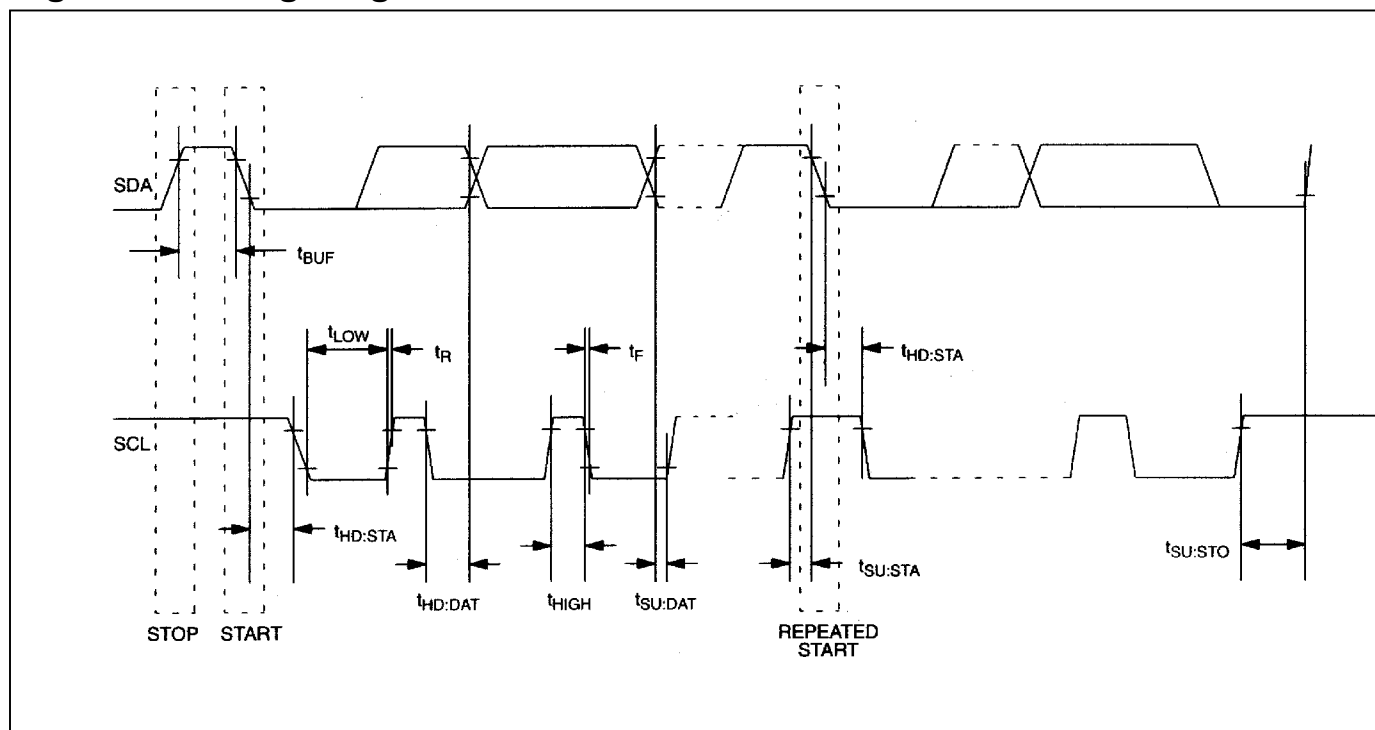 SDA
tBUF
tLOW
tR
tF
tHD:STA
SCL
tHD:STA
tSU:STA
tSU:STO
tHD:DAT
tHIGH
tSU:DAT
STOP
START
REPEATED
START